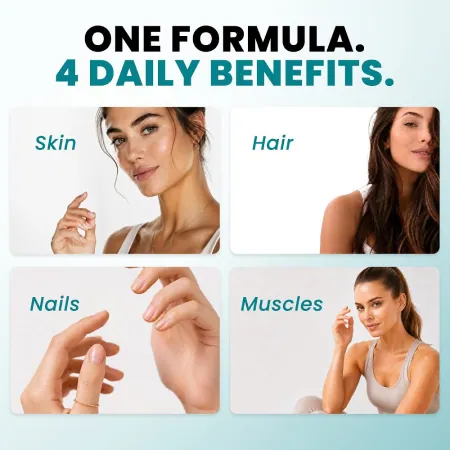 ONE FORMULA.
4 DAILY BENEFITS.
Skin
Hair
Nails
Muscles